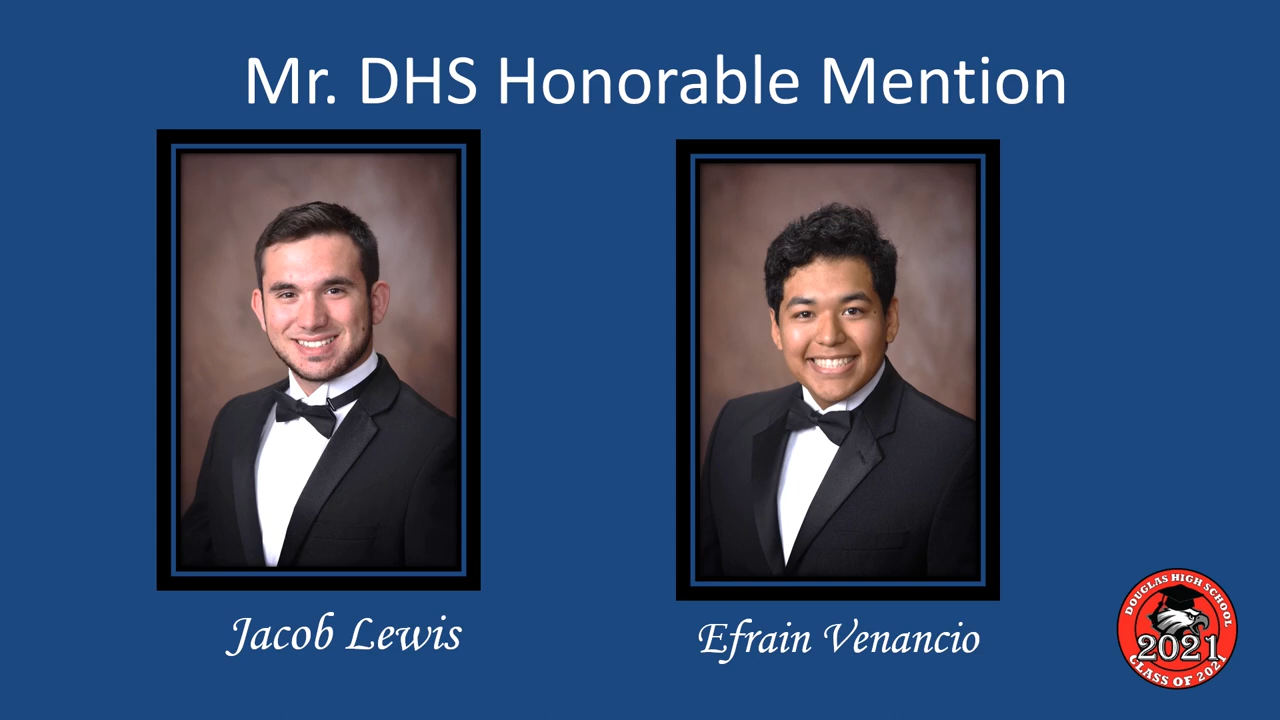 Mr. DHS Honorable Mention
Jacob Lewis
Efrain Venancio
DOUGLAS HIGH SCHOOL
2021
CLASS OF 2021